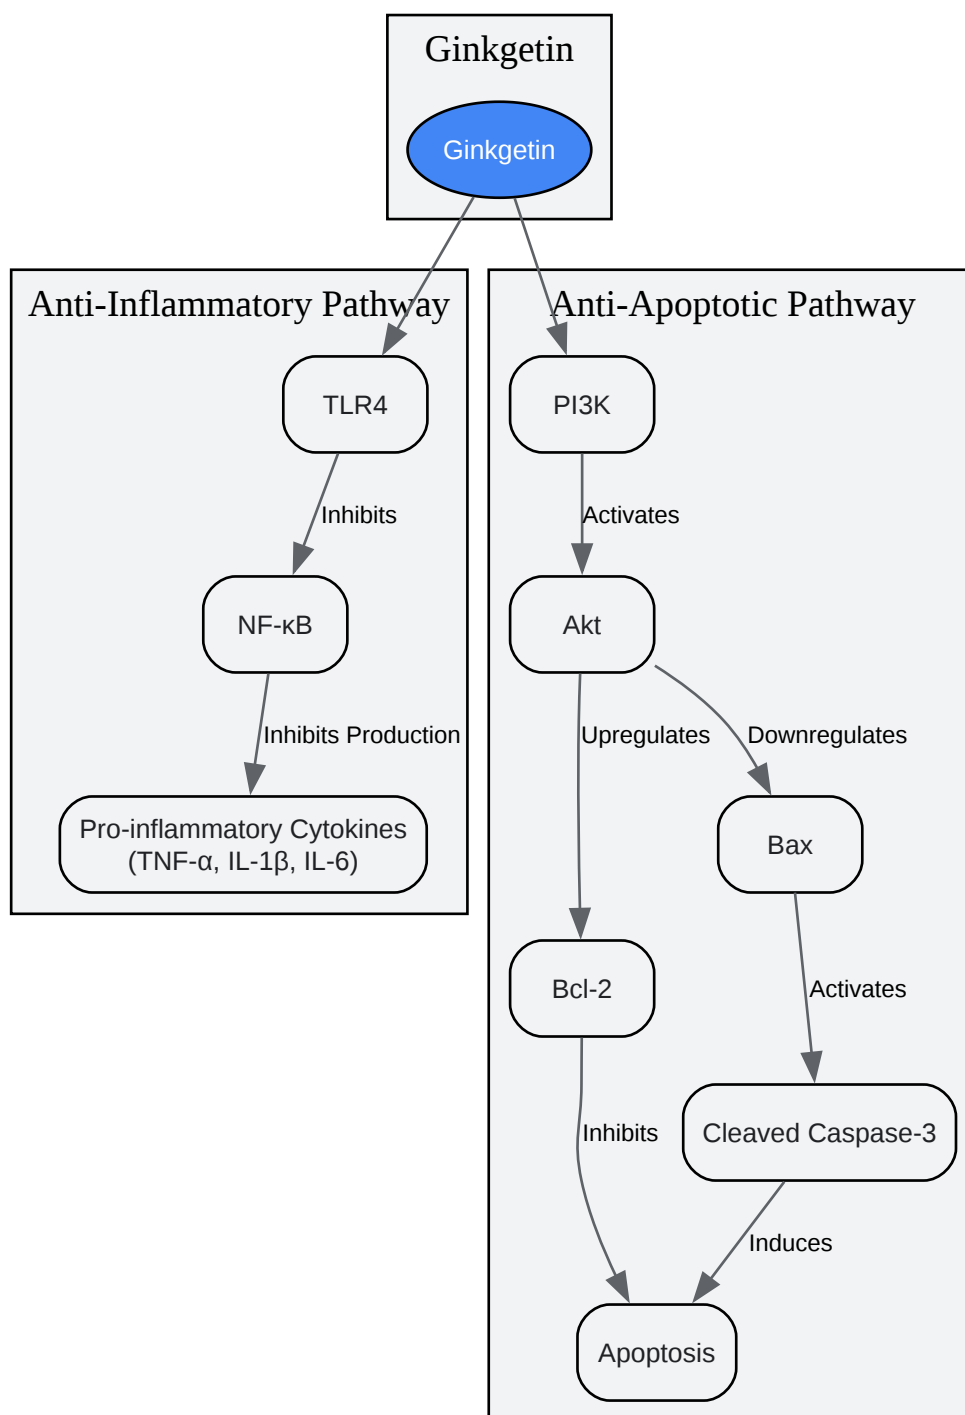 Ginkgetin
Ginkgetin
Anti-Inflammatory Pathway
TLR4
Inhibits
NF-κB
Inhibits Production
Pro-inflammatory Cytokines
(TNF-α, IL-1β, IL-6)
Anti-Apoptotic Pathway
PI3K
Activates
Akt
Upregulates
Downregulates
Bax
Bcl-2
Activates
Inhibits
Cleaved Caspase-3
Induces
Apoptosis